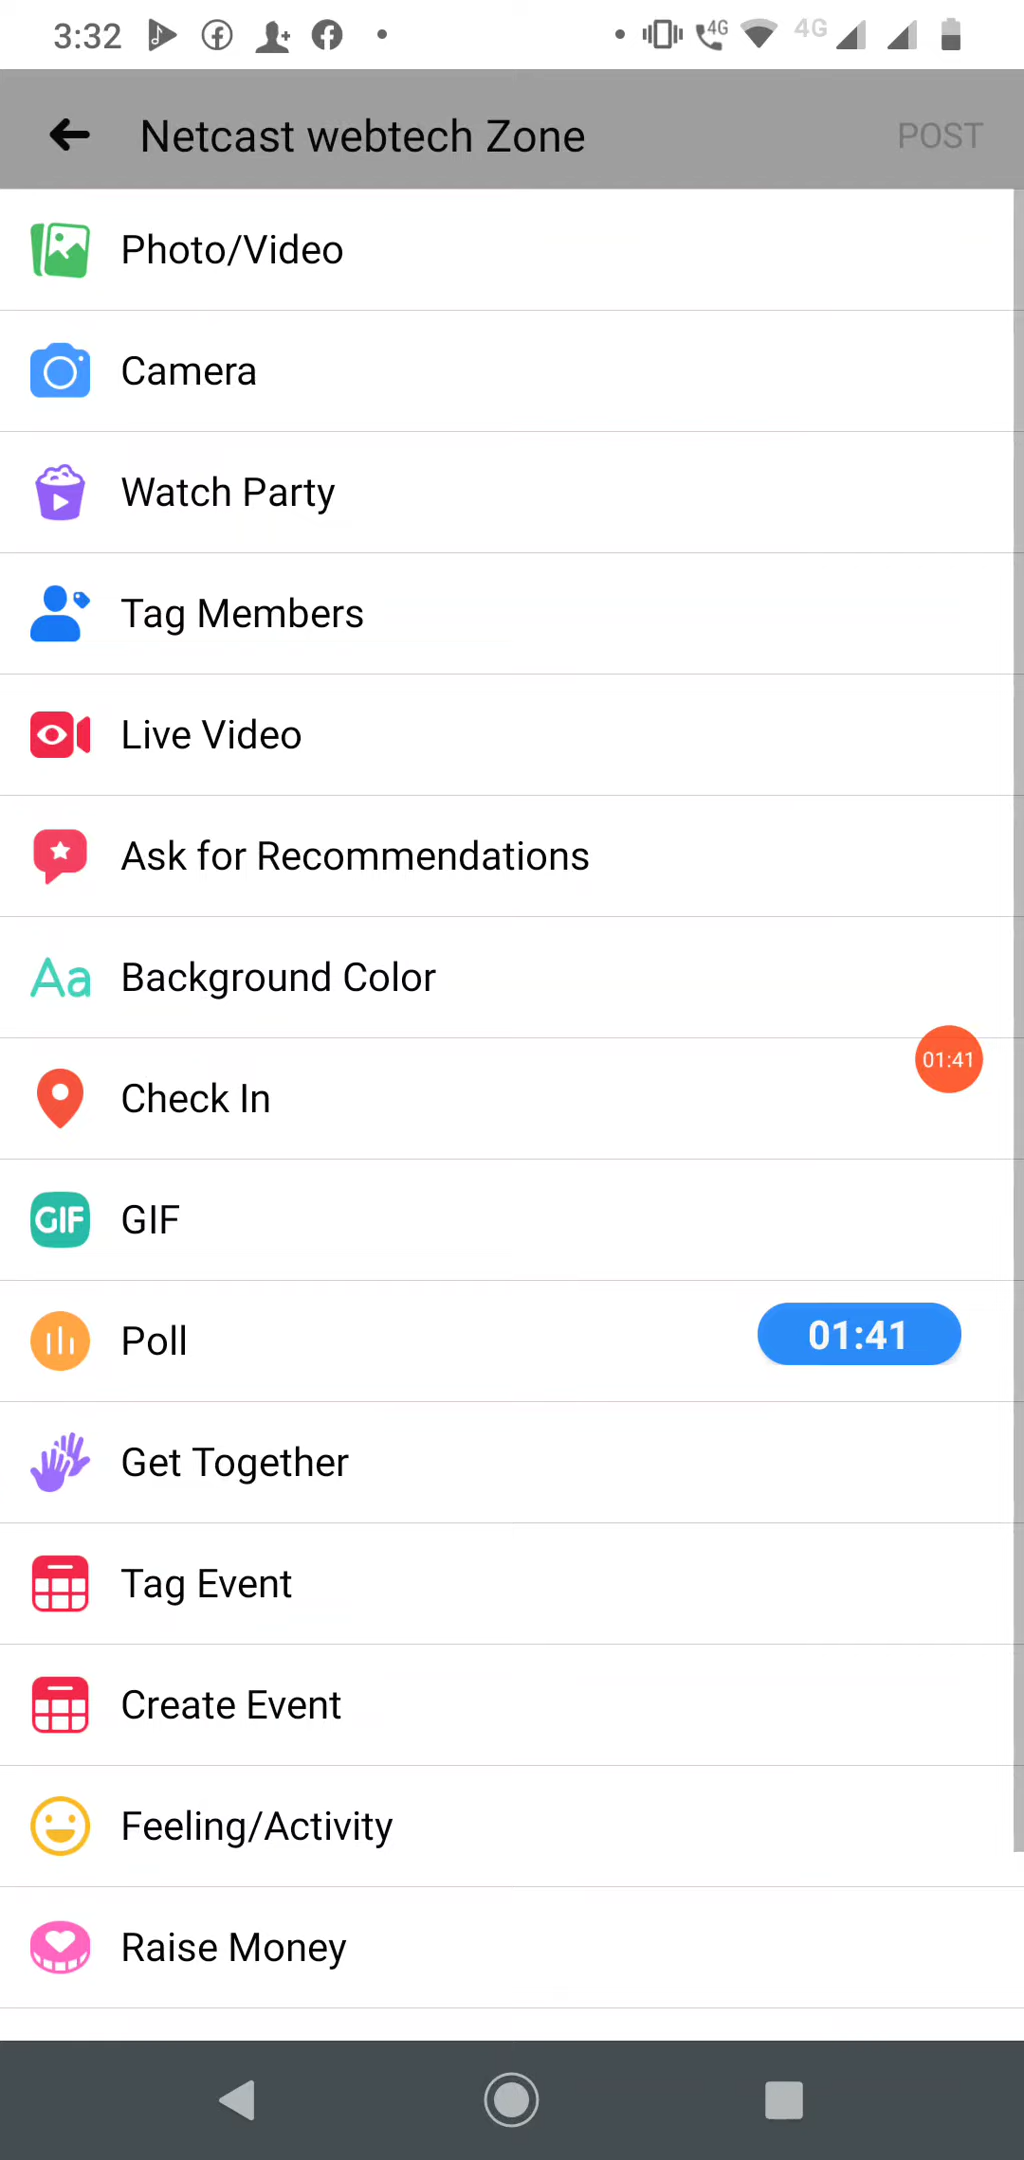 3:32
4G 4G
Netcast webtech Zone POST
Photo/Video
Camera
Watch Party
Tag Members
Live Video
Ask for Recommendations
Aa Background Color
01:41
Check In
GIF GIF
Poll 01:41
Get Together
Tag Event
Create Event
Feeling/Activity
Raise Money